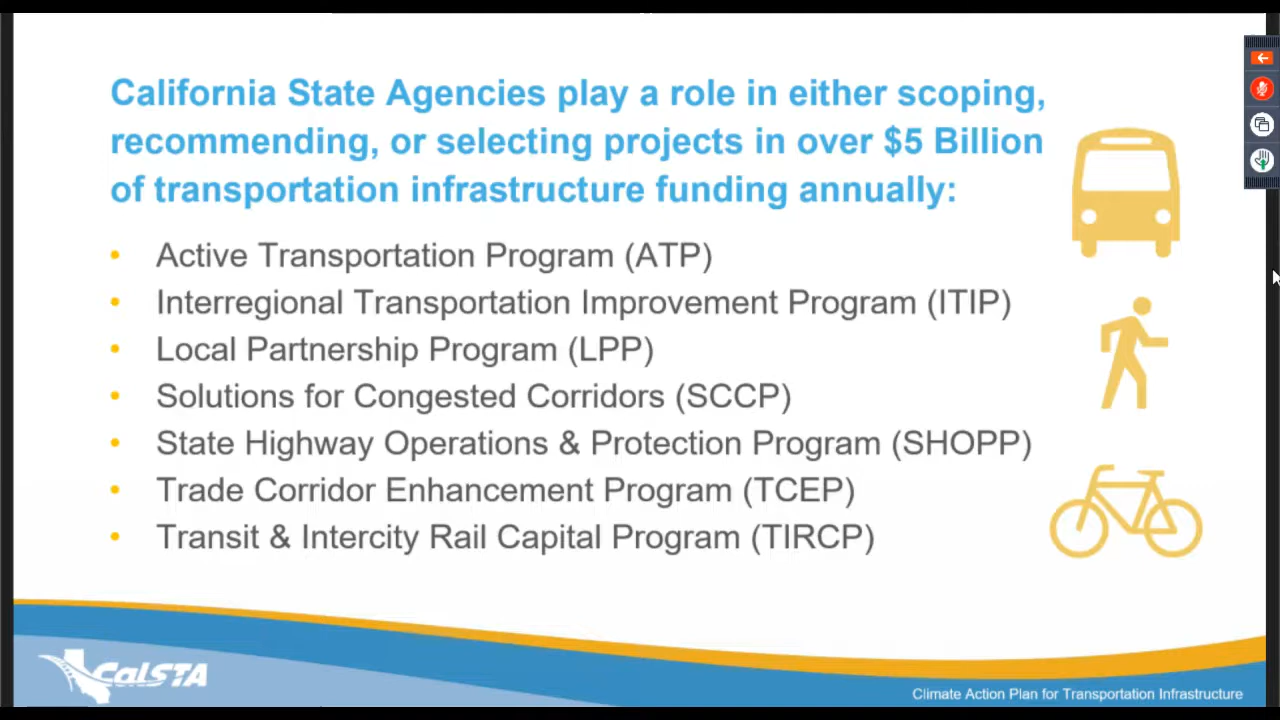 California State Agencies play a role in either scoping,
recommending, or selecting projects in over $5 Billion
of transportation infrastructure funding annually:
• Active Transportation Program (ATP)
• Interregional Transportation Improvement Program (ITIP)
• Local Partnership Program (LPP)
• Solutions for Congested Corridors (SCCP)
• State Highway Operations & Protection Program (SHOPP)
• Trade Corridor Enhancement Program (TCEP)
• Transit & Intercity Rail Capital Program (TIRCP)
CalSTA
Climate Action Plan for Transportation Infrastructure